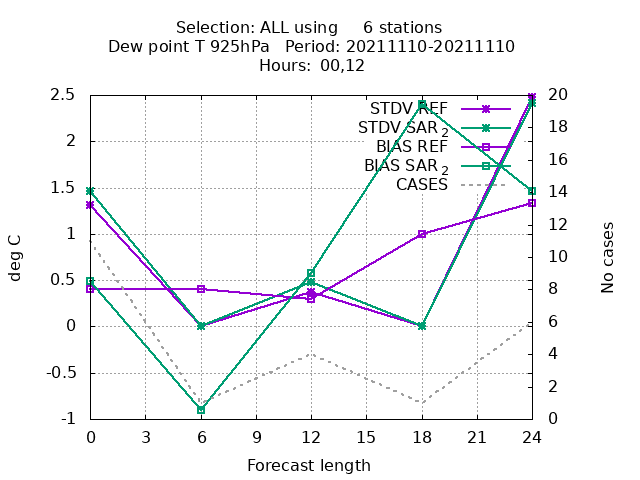 Selection: ALL using     6 stations
Dew point T 925hPa   Period: 20211110-20211110
Hours: 00,12
STDV REF
STDV SAR 2
BIAS REF
BIAS SAR 2
CASES
deg C
2.5
2
1.5
1
0.5
0
-0.5
-1
20
18
16
14
12
10
8
6
4
2
0
No cases
0 3 6 9 12 15 18 21 24
Forecast length